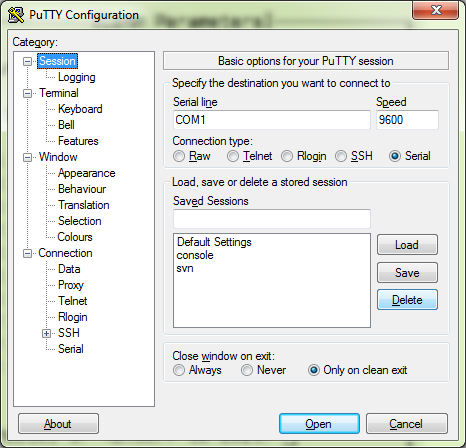 PuTTY Configuration
Category:
Session
Logging
Terminal
Keyboard
Bell
Features
Window
Appearance
Behaviour
Translation
Selection
Colours
Connection
Data
Proxy
Telnet
Rlogin
SSH
Serial
Basic options for your PuTTY session
Specify the destination you want to connect to
Serial line Speed
COM1 9600
Connection type:
Raw Telnet Rlogin SSH Serial
Load, save or delete a stored session
Saved Sessions
Default Settings
console
svn
Load
Save
Delete
Close window on exit:
Always Never Only on clean exit
About Open Cancel